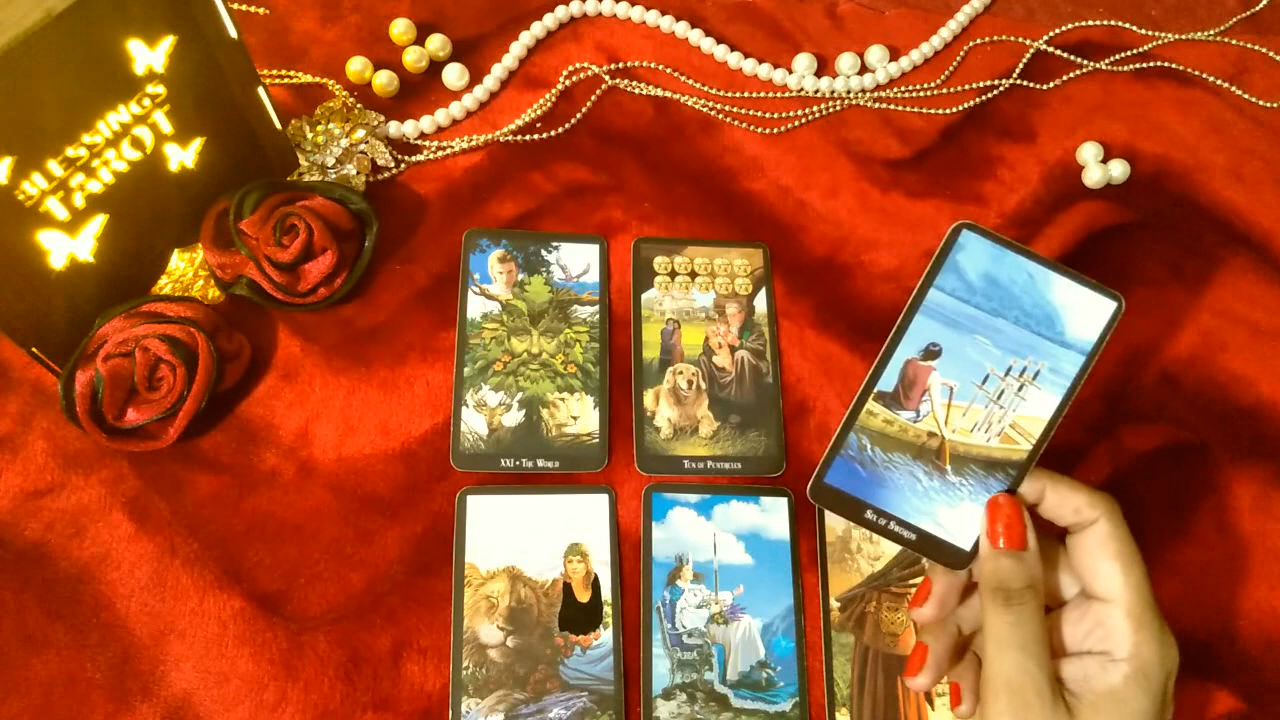 BLESSINGS
TAROT
XXI • THE WORLD
TEN OF PENTACLES
SIX OF SWORDS